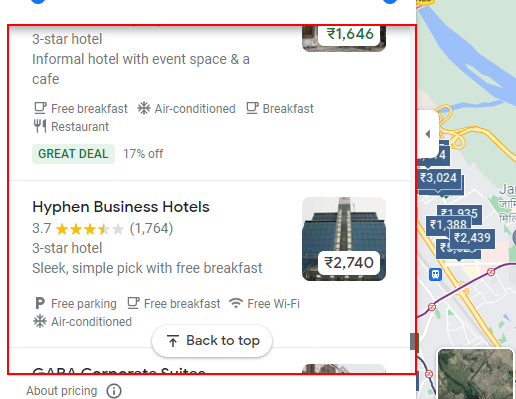 ₹1,646
3-star hotel
Informal hotel with event space & a
cafe
Free breakfast Air-conditioned Breakfast
Restaurant
GREAT DEAL 17% off
Hyphen Business Hotels
3.7 (1,764)
3-star hotel
Sleek, simple pick with free breakfast
₹2,740
P Free parking Free breakfast Free Wi-Fi
Air-conditioned
Back to top
About pricing
₹3,024
₹1,935
₹1,388
₹2,439